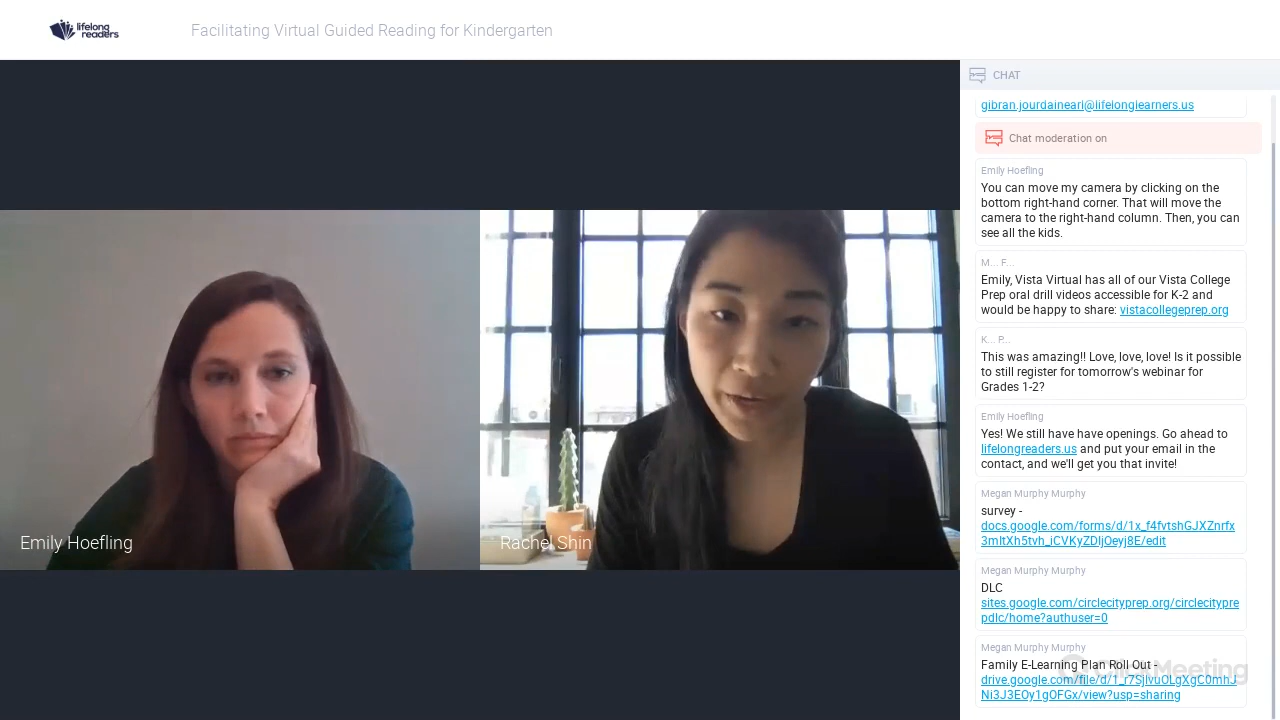 lifelong
readers
Facilitating Virtual Guided Reading for Kindergarten
CHAT
gibran.jourdainearl@lifelonglearners.us
Chat moderation on
Emily Hoefling
You can move my camera by clicking on the
bottom right-hand corner. That will move the
camera to the right-hand column. Then, you can
see all the kids.
M... F...
Emily, Vista Virtual has all of our Vista College
Prep oral drill videos accessible for K-2 and
would be happy to share: vistacollegeprep.org
K... P...
This was amazing!! Love, love, love! Is it possible
to still register for tomorrow's webinar for
Grades 1-2?
Emily Hoefling
Yes! We still have have openings. Go ahead to
lifelongreaders.us and put your email in the
contact, and we'll get you that invite!
Megan Murphy Murphy
survey -
docs.google.com/forms/d/1x_f4fvtshGJXZnrfx
3mItXh5tvh_iCVKyZDIjOeyj8E/edit
Megan Murphy Murphy
DLC
sites.google.com/circlecityprep.org/circlecitypre
pdlc/home?authuser=0
Megan Murphy Murphy
Family E-Learning Plan Roll Out -
Ni3J3EOy1gOFGx/view?usp=sharing
Emily Hoefling
Rachel Shin